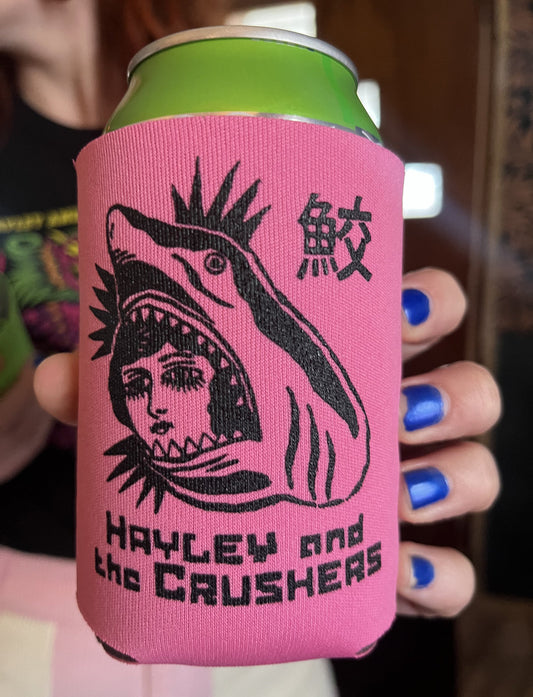 鮫
HAYLEY and
the CRUSHERS